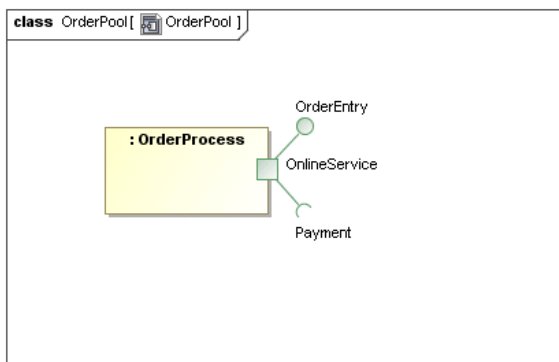 class OrderPool[ OrderPool ]
OrderEntry
: OrderProcess
OnlineService
Payment